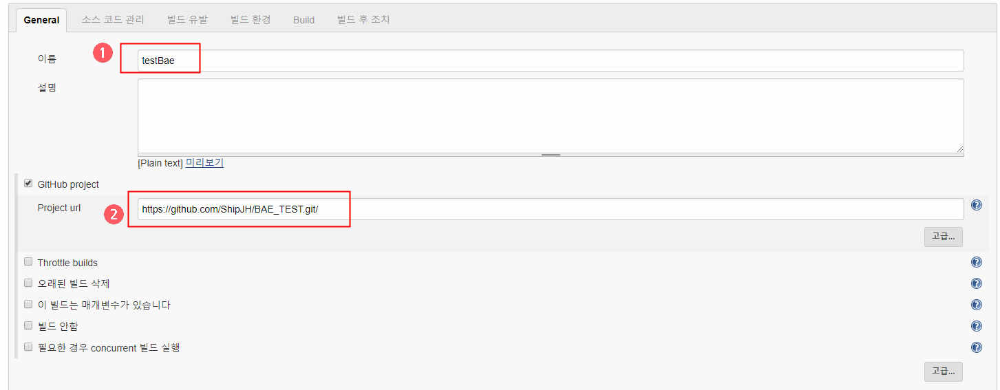 General 소스 코드 관리 빌드 유발 빌드 환경 Build 빌드 후 조치
1
이름 testBae
설명
[Plain text] 미리보기
GitHub project
2
Project url https://github.com/ShipJH/BAE_TEST.git/
고급...
Throttle builds
오래된 빌드 삭제
이 빌드는 매개변수가 있습니다
빌드 안함
필요한 경우 concurrent 빌드 실행
고급...